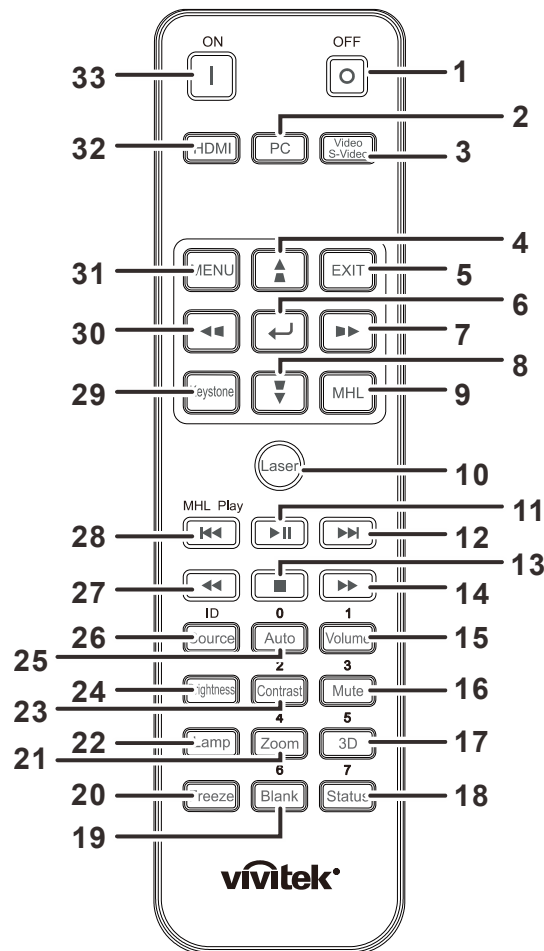 ON OFF
33 1
2
32 HDMI PC Video S-Video
3
4
31 MENU EXIT
5
6
30 7
8
29 Keystone MHL 9
Laser
10
MHL Play 11
28 12
13
27 14
ID 0 1
26 Source Auto Volume 15
25 2 3
24 Brightness Contrast Mute 16
23 4 5
22 Lamp Zoom 3D 17
21 6 7
20 Freeze Blank Status 18
19
vivitek